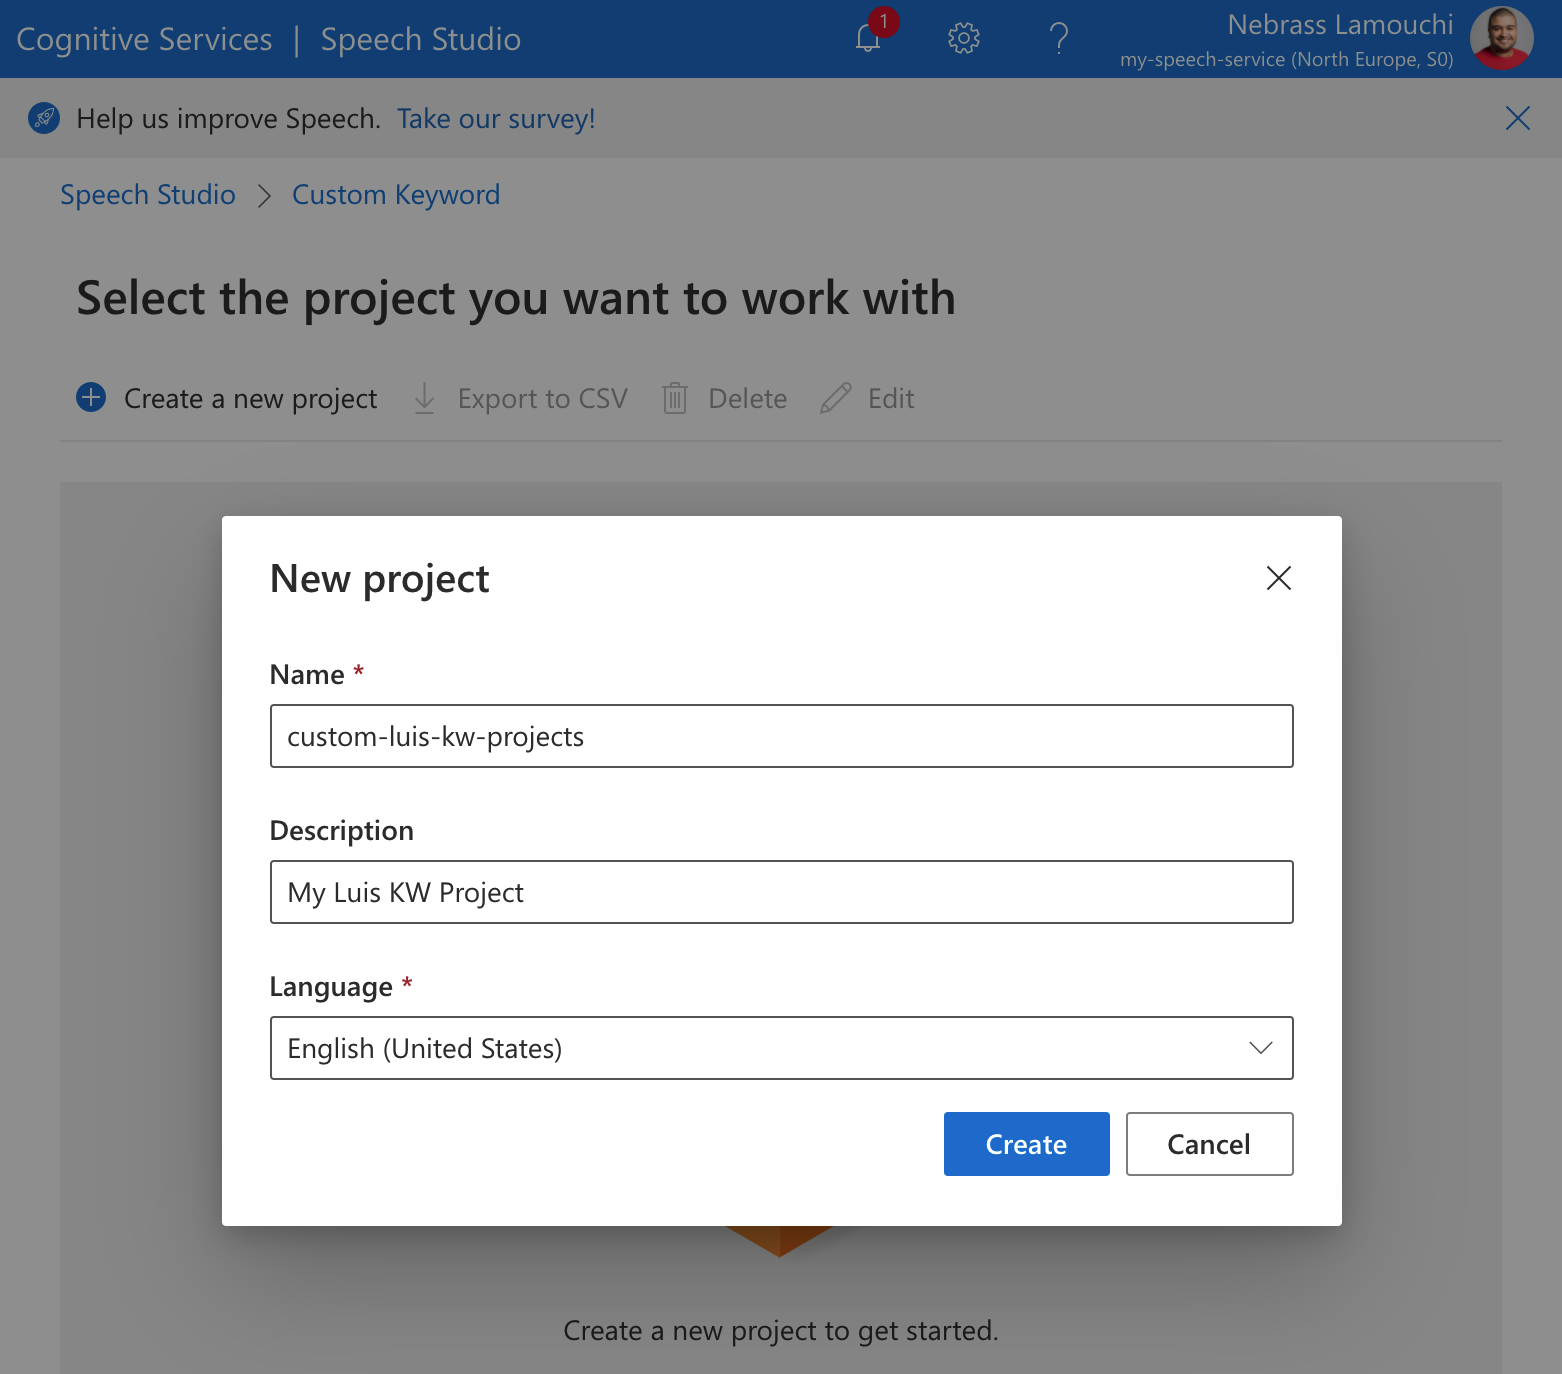 Cognitive Services | Speech Studio
1
Nebrass Lamouchi
my-speech-service (North Europe, S0)
Help us improve Speech. Take our survey!
Speech Studio > Custom Keyword
Select the project you want to work with
Create a new project Export to CSV Delete Edit
New project
Name *
custom-luis-kw-projects
Description
My Luis KW Project
Language *
English (United States)
Create Cancel
Create a new project to get started.